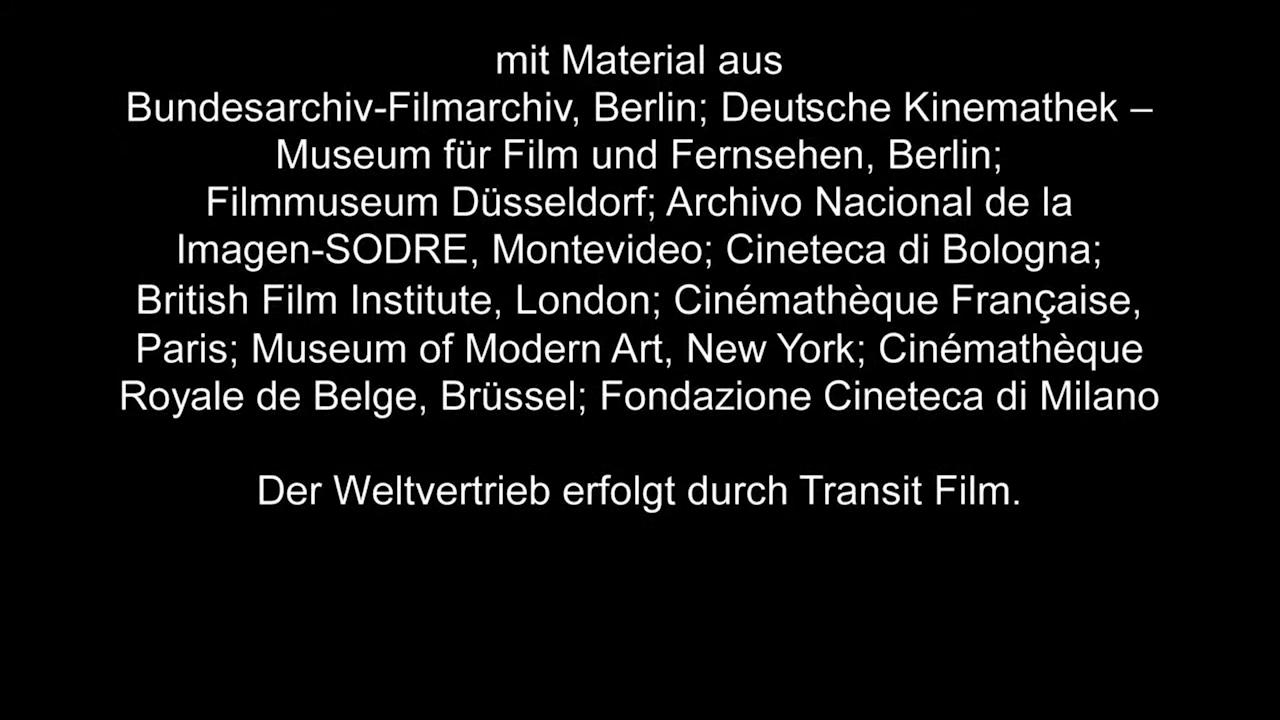 mit Material aus
Bundesarchiv-Filmarchiv, Berlin; Deutsche Kinemathek –
Museum für Film und Fernsehen, Berlin;
Filmmuseum Düsseldorf; Archivo Nacional de la
Imagen-SODRE, Montevideo; Cineteca di Bologna;
British Film Institute, London; Cinémathèque Française,
Paris; Museum of Modern Art, New York; Cinémathèque
Royale de Belge, Brüssel; Fondazione Cineteca di Milano
Der Weltvertrieb erfolgt durch Transit Film.